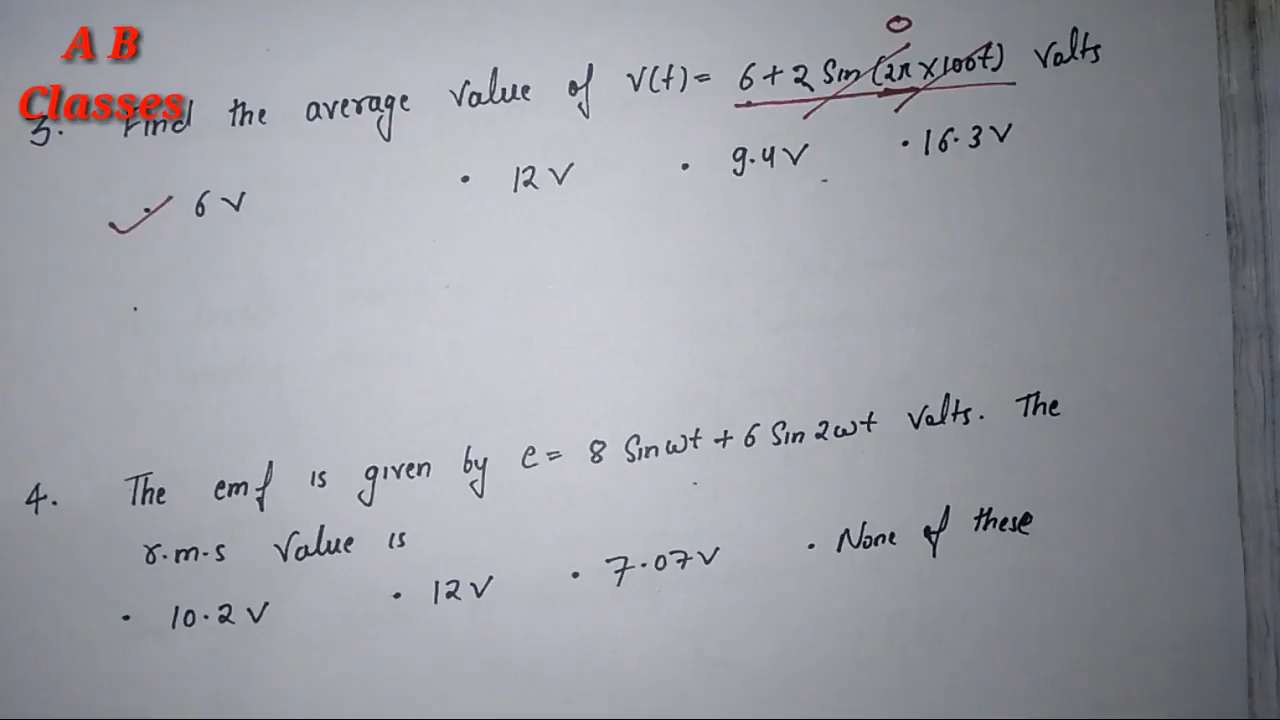 A B
Classes
0
3. Find the average value of V(t) = 6 + 2 Sin (2π × 100t) Volts
6 V · 12 V · 9.4 V · 16.3 V
4. The emf is given by e = 8 Sin ωt + 6 Sin 2ωt Volts. The
r.m.s Value is
· 10.2 V · 12 V · 7.07 V · None of these